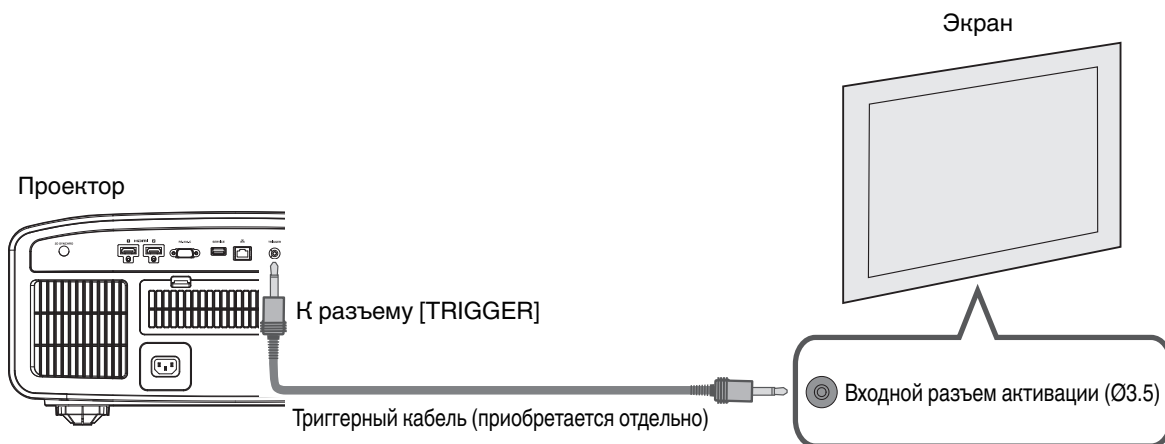 Экран
Проектор
К разъему [TRIGGER]
Входной разъем активации (Ø3.5)
Триггерный кабель (приобретается отдельно)